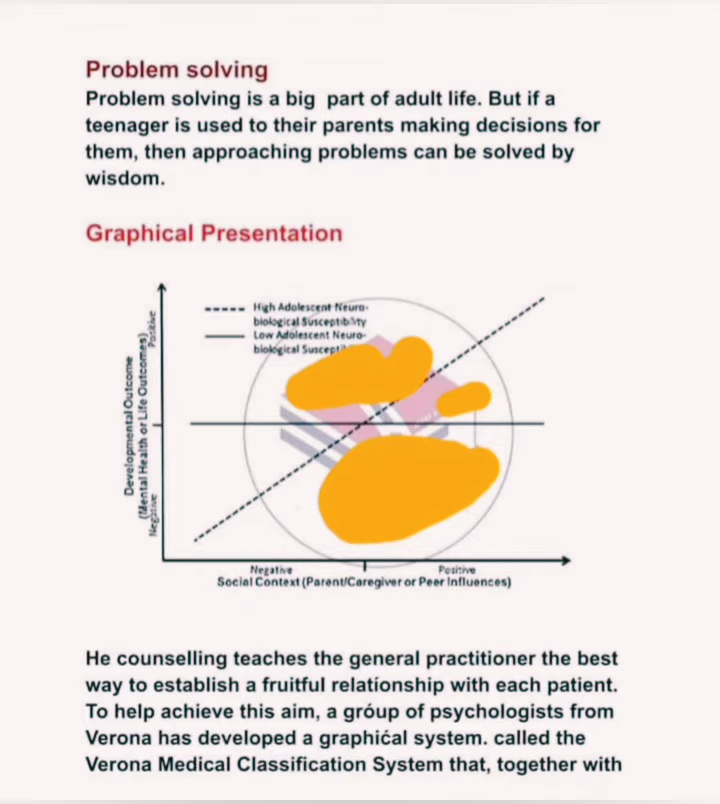 Problem solving
Problem solving is a big part of adult life. But if a
teenager is used to their parents making decisions for
them, then approaching problems can be solved by
wisdom.
Graphical Presentation
High Adolescent Neuro-
biological Susceptibility
Low Adolescent Neuro-
biological
Developmental Outcome
(Mental Health or Life Outcomes)
Positive
Negative
Negative
Positive
Social Context (Parent/Caregiver or Peer Influences)
He counselling teaches the general practitioner the best
way to establish a fruitful relationship with each patient.
To help achieve this aim, a gróup of psychologists from
Verona has developed a graphićal system. called the
Verona Medical Classification System that, together with